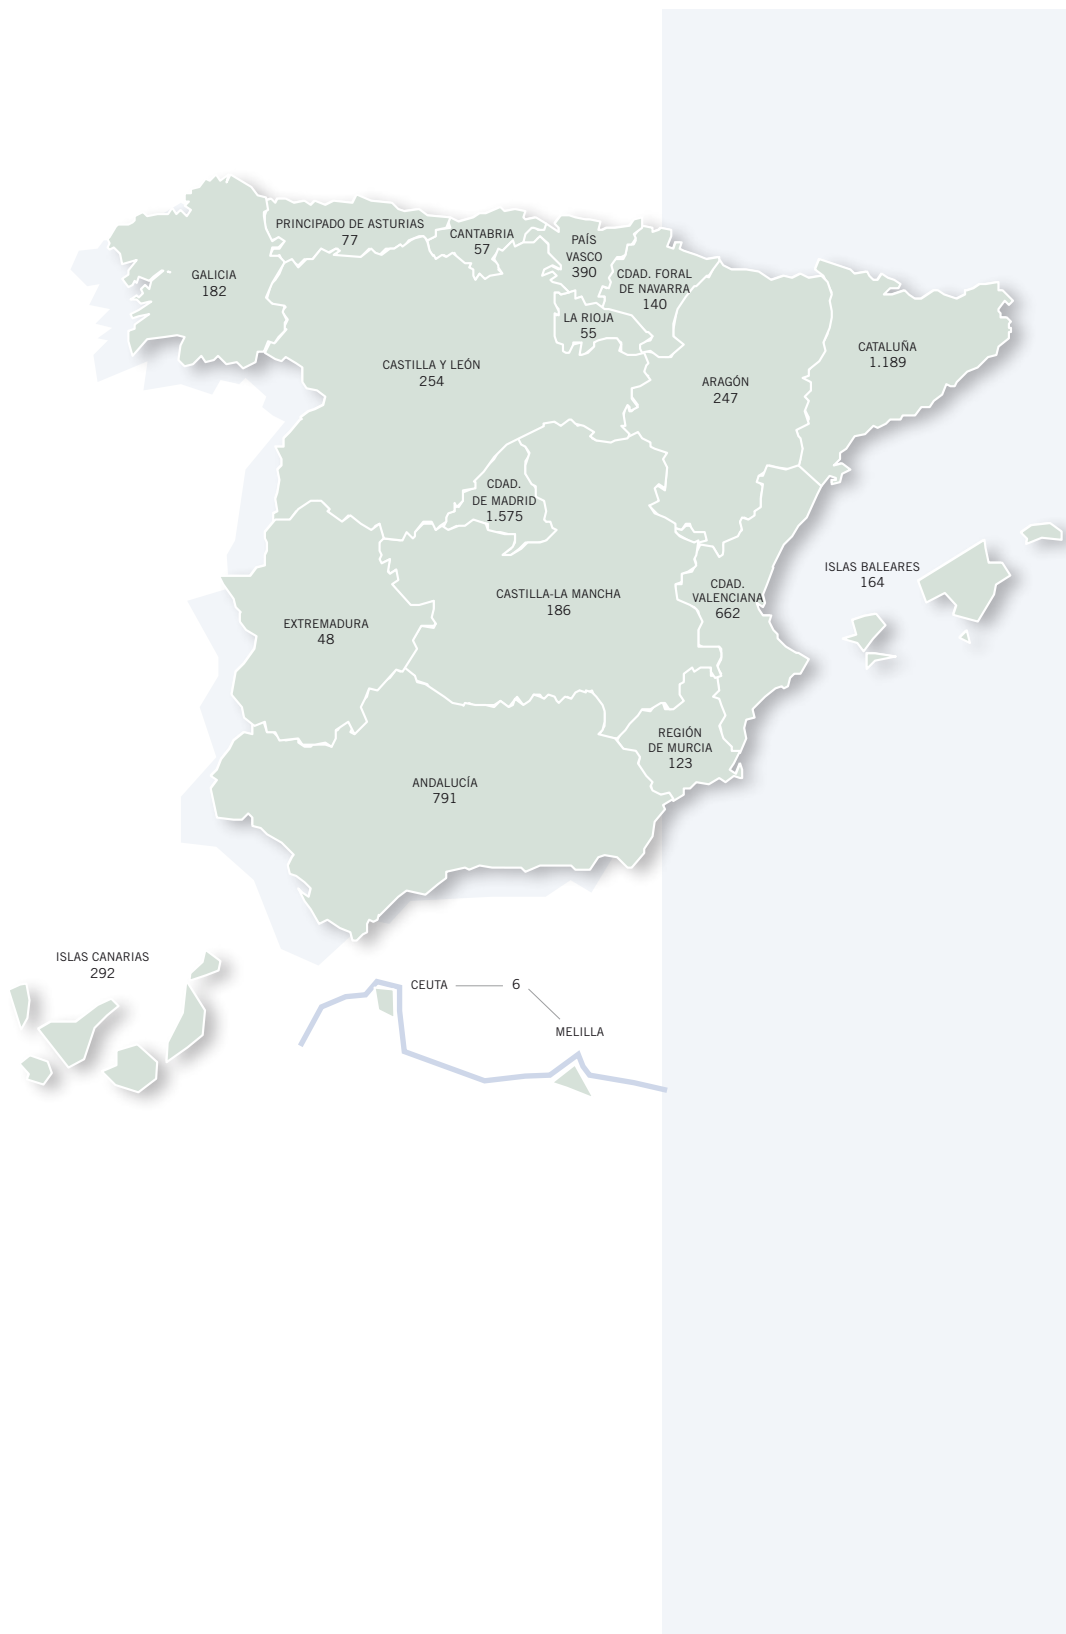 PRINCIPADO DE ASTURIAS
77
CANTABRIA
57
PAÍS
VASCO
390
CDAD. FORAL
DE NAVARRA
140
GALICIA
182
LA RIOJA
55
CATALUÑA
1.189
CASTILLA Y LEÓN
254
ARAGÓN
247
CDAD.
DE MADRID
1.575
ISLAS BALEARES
164
CDAD.
VALENCIANA
662
CASTILLA-LA MANCHA
186
EXTREMADURA
48
REGIÓN
DE MURCIA
123
ANDALUCÍA
791
ISLAS CANARIAS
292
CEUTA
6
MELILLA